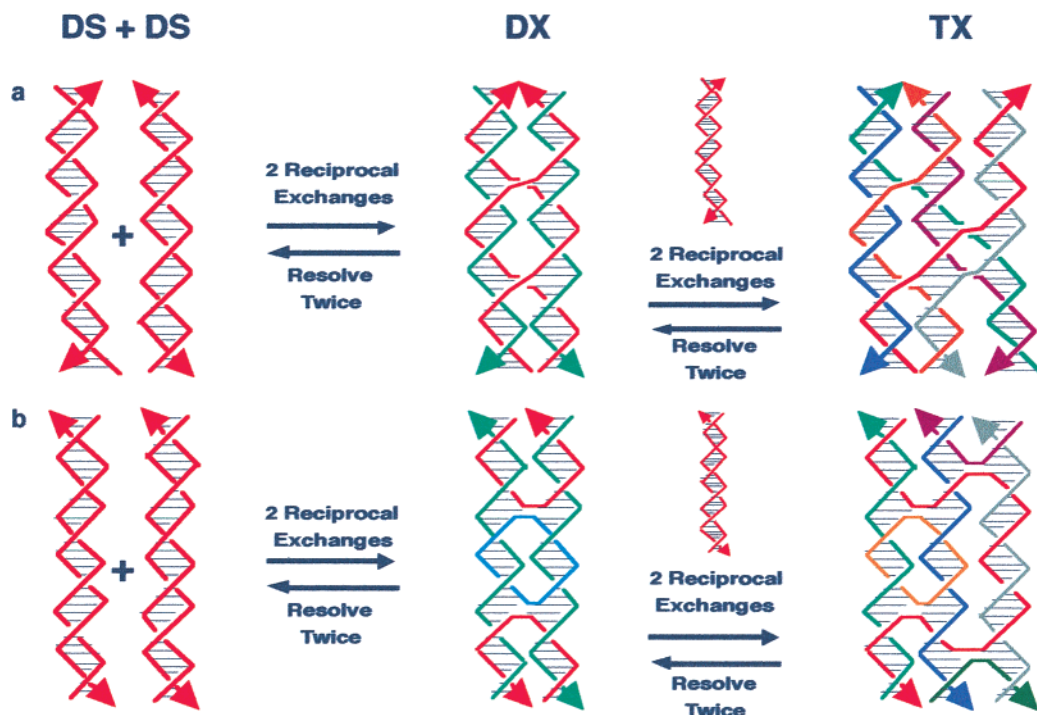 DS + DS
DX
TX
a
+
2 Reciprocal
Exchanges
Resolve
Twice
2 Reciprocal
Exchanges
Resolve
Twice
b
+
2 Reciprocal
Exchanges
Resolve
Twice
2 Reciprocal
Exchanges
Resolve
Twice